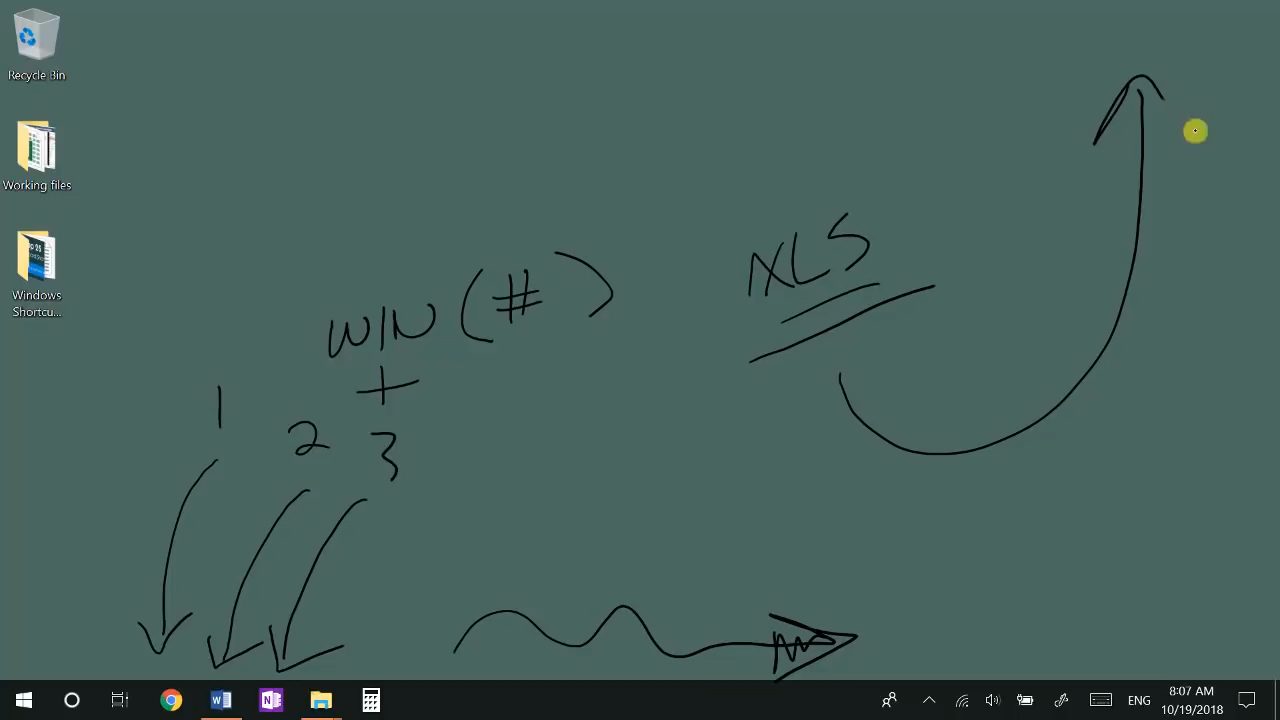 Recycle Bin
Working files
Windows
Shortcu...
WIN (#)
+
1
2
3
XLS
ENG
8:07 AM
10/19/2018